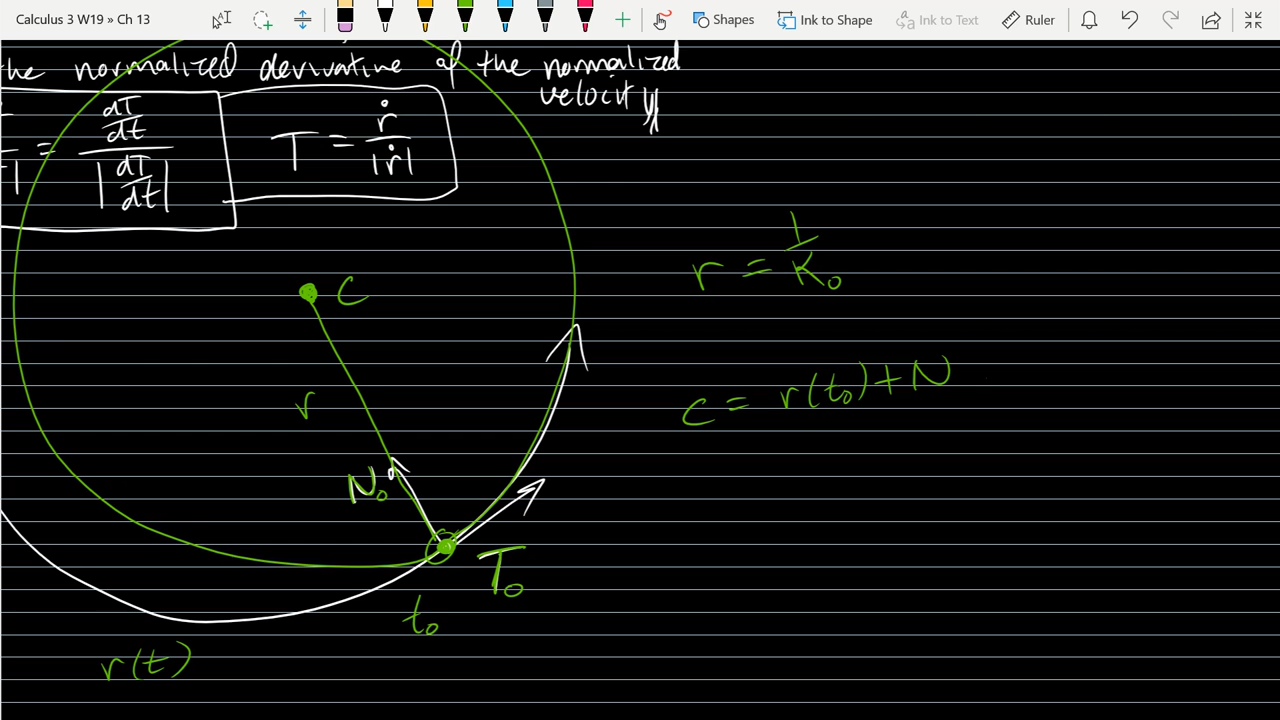 Calculus 3 W19 » Ch 13
Shapes
Ink to Shape
Ink to Text
Ruler
the normalized derivative of the normalized
velocity
= dT/dt / |dT/dt|
T = ṙ / |ṙ|
r = 1/K₀
C
c = r(t₀) + N
r
N₀
T₀
t₀
r(t)